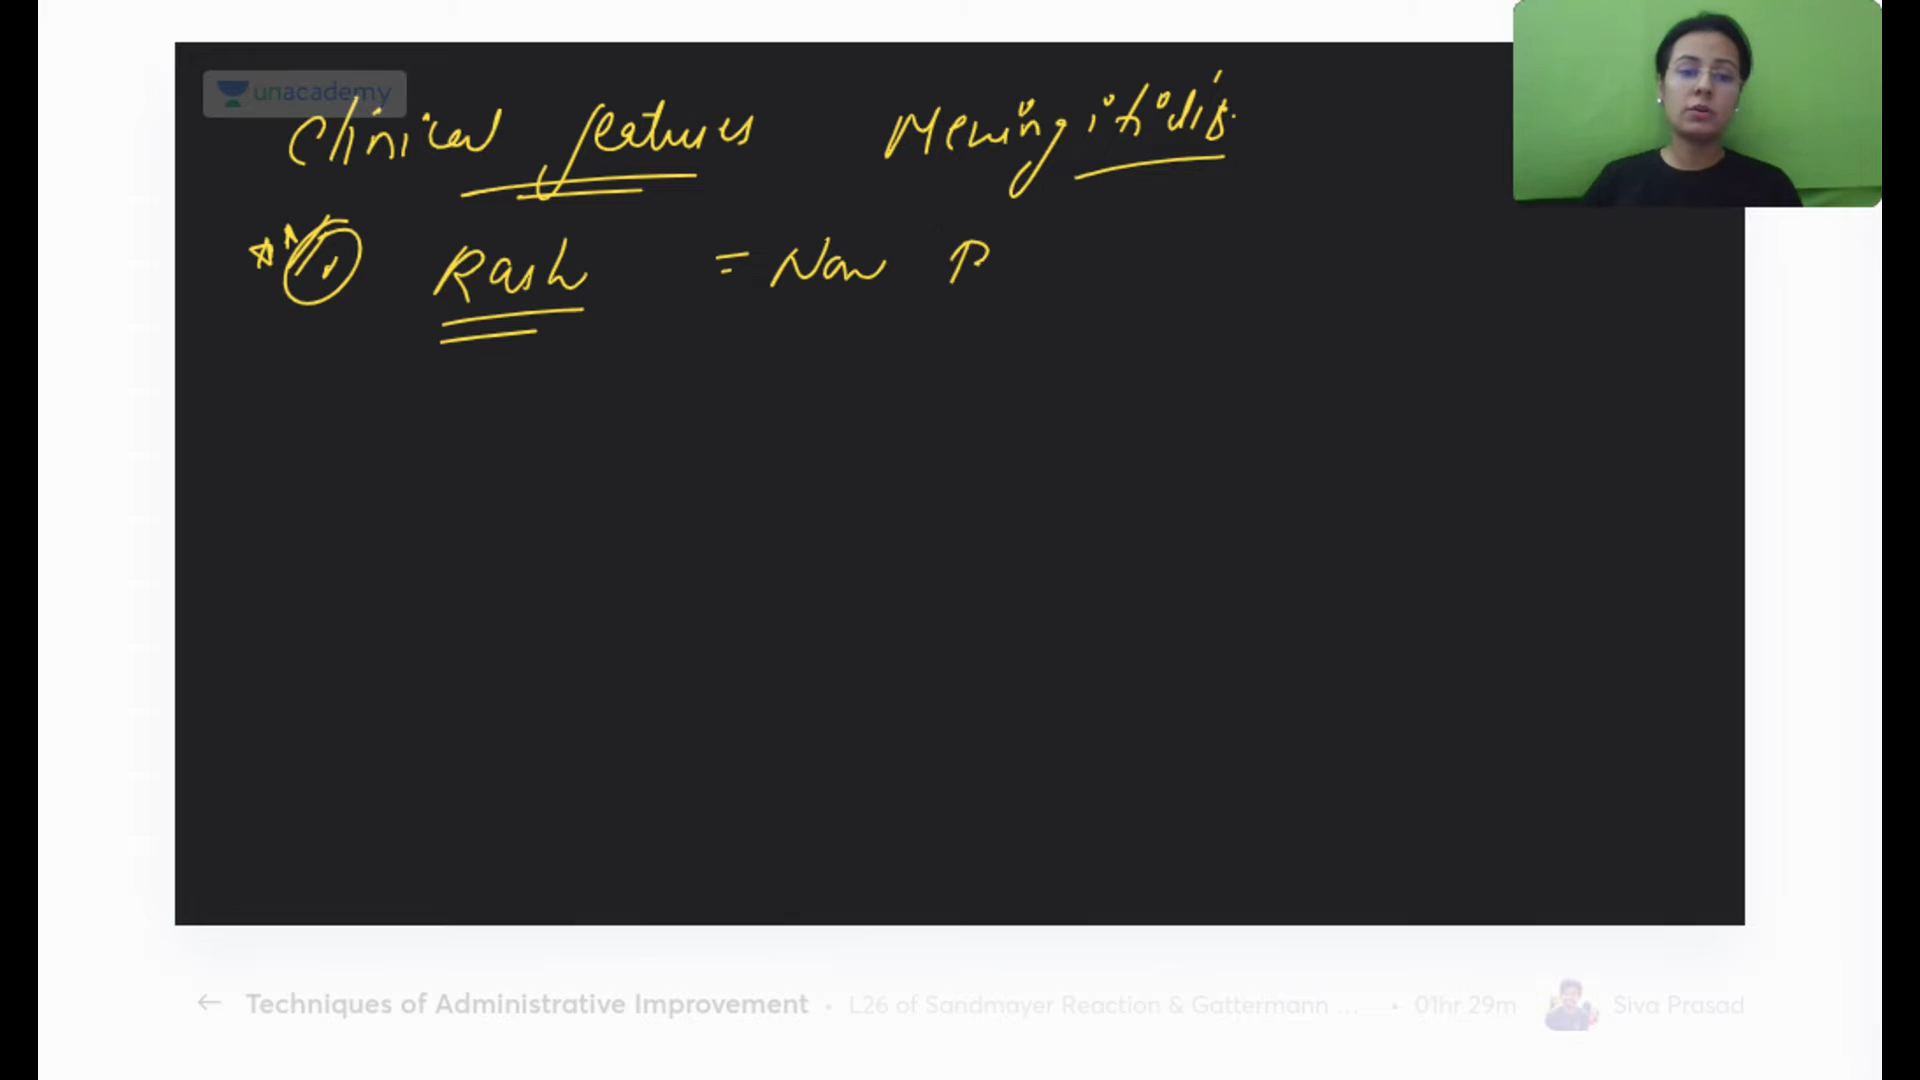 unacademy
Clinical features Meningitidis.
Rash = Non P
← Techniques of Administrative Improvement • L26 of Sandmayer Reaction & Gattermann ... • 01hr 29m Siva Prasad